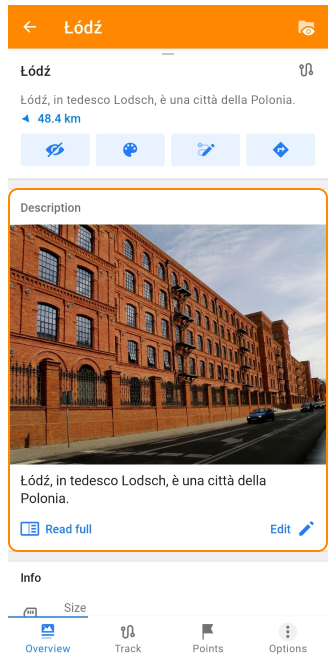 Łódź
Łódź
Łódź, in tedesco Lodsch, è una città della Polonia.
48.4 km
Description
Łódź, in tedesco Lodsch, è una città della
Polonia.
Read full
Edit
Info
Size
Overview
Track
Points
Options